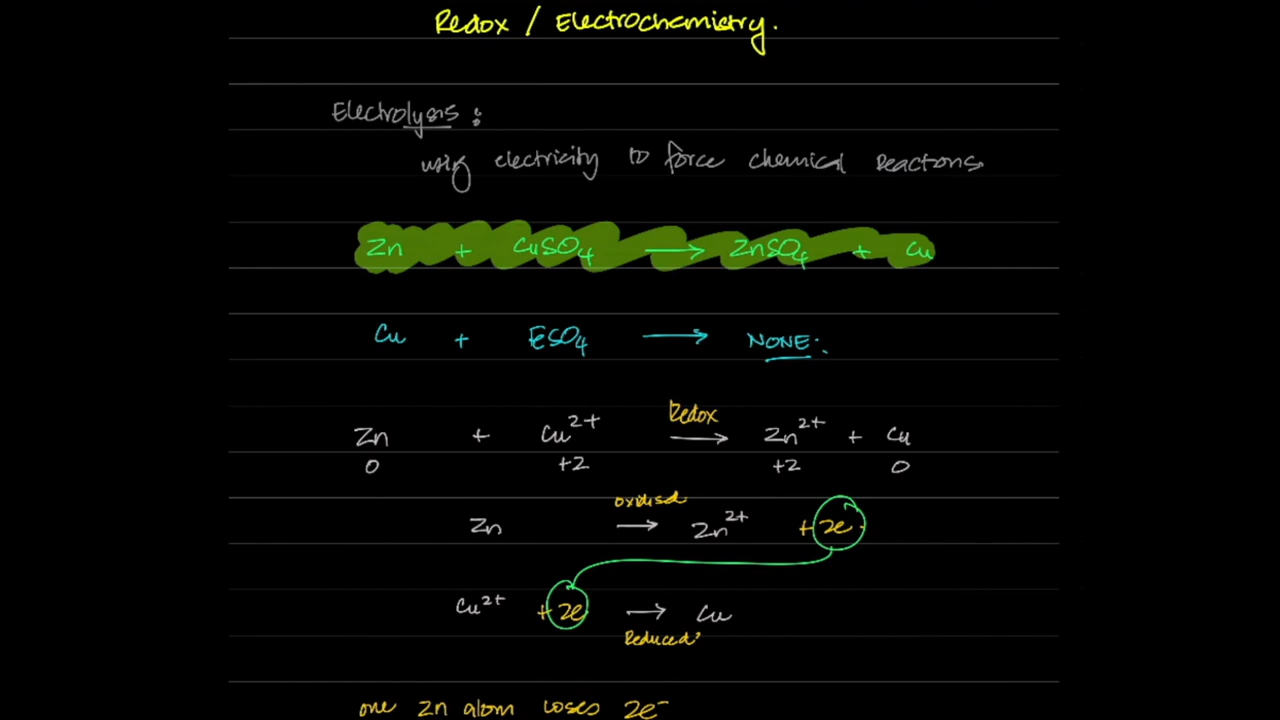 Redox / Electrochemistry.
Electrolysis :
using electricity to force chemical reactions
Zn + CuSO₄ → ZnSO₄ + Cu
Cu + FeSO₄ → NONE:.
Redox
Zn + Cu²⁺ → Zn²⁺ + Cu
0 +2 +2 0
oxidised
Zn → Zn²⁺ + 2e⁻
Cu²⁺ + 2e → Cu
Reduced:
one Zn atom loses 2e⁻